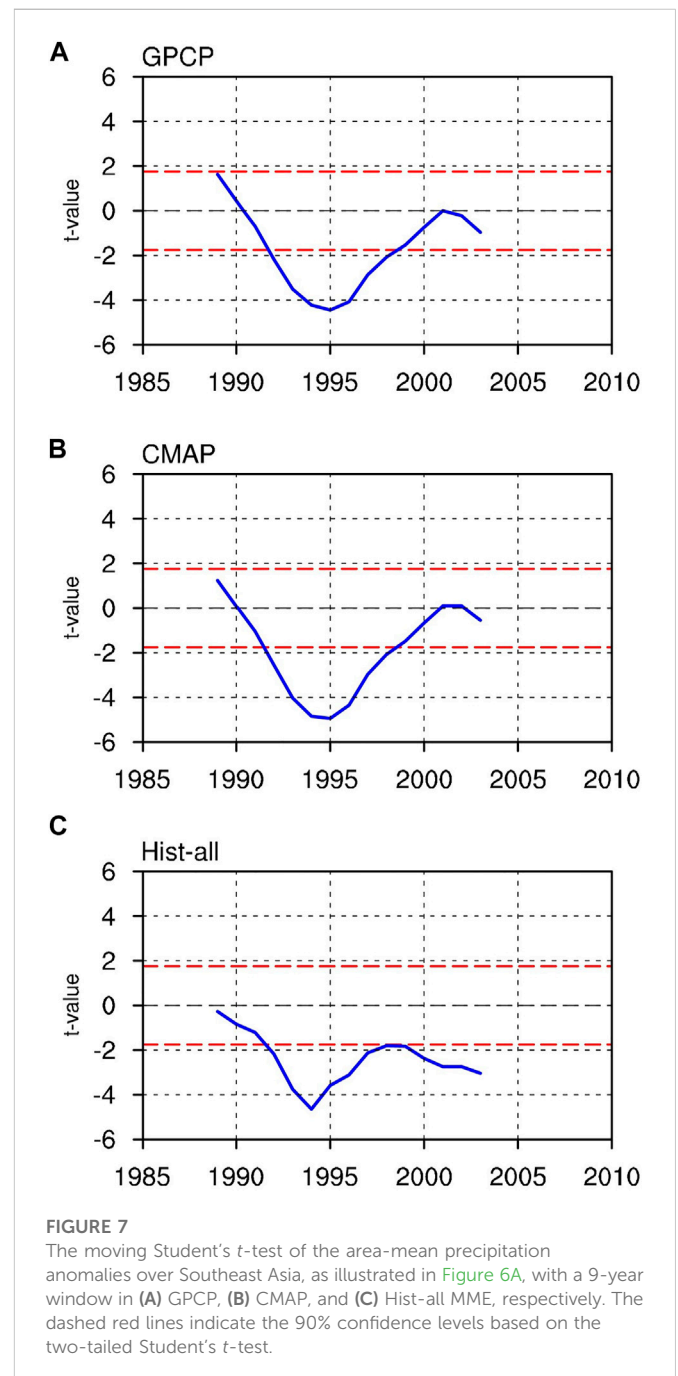 A
GPCP
6
4
2
0
-2
-4
-6
t-value
1985 1990 1995 2000 2005 2010
B
CMAP
6
4
2
0
-2
-4
-6
t-value
1985 1990 1995 2000 2005 2010
C
Hist-all
6
4
2
0
-2
-4
-6
t-value
1985 1990 1995 2000 2005 2010
FIGURE 7
The moving Student's t-test of the area-mean precipitation
anomalies over Southeast Asia, as illustrated in Figure 6A, with a 9-year
window in (A) GPCP, (B) CMAP, and (C) Hist-all MME, respectively. The
dashed red lines indicate the 90% confidence levels based on the
two-tailed Student's t-test.